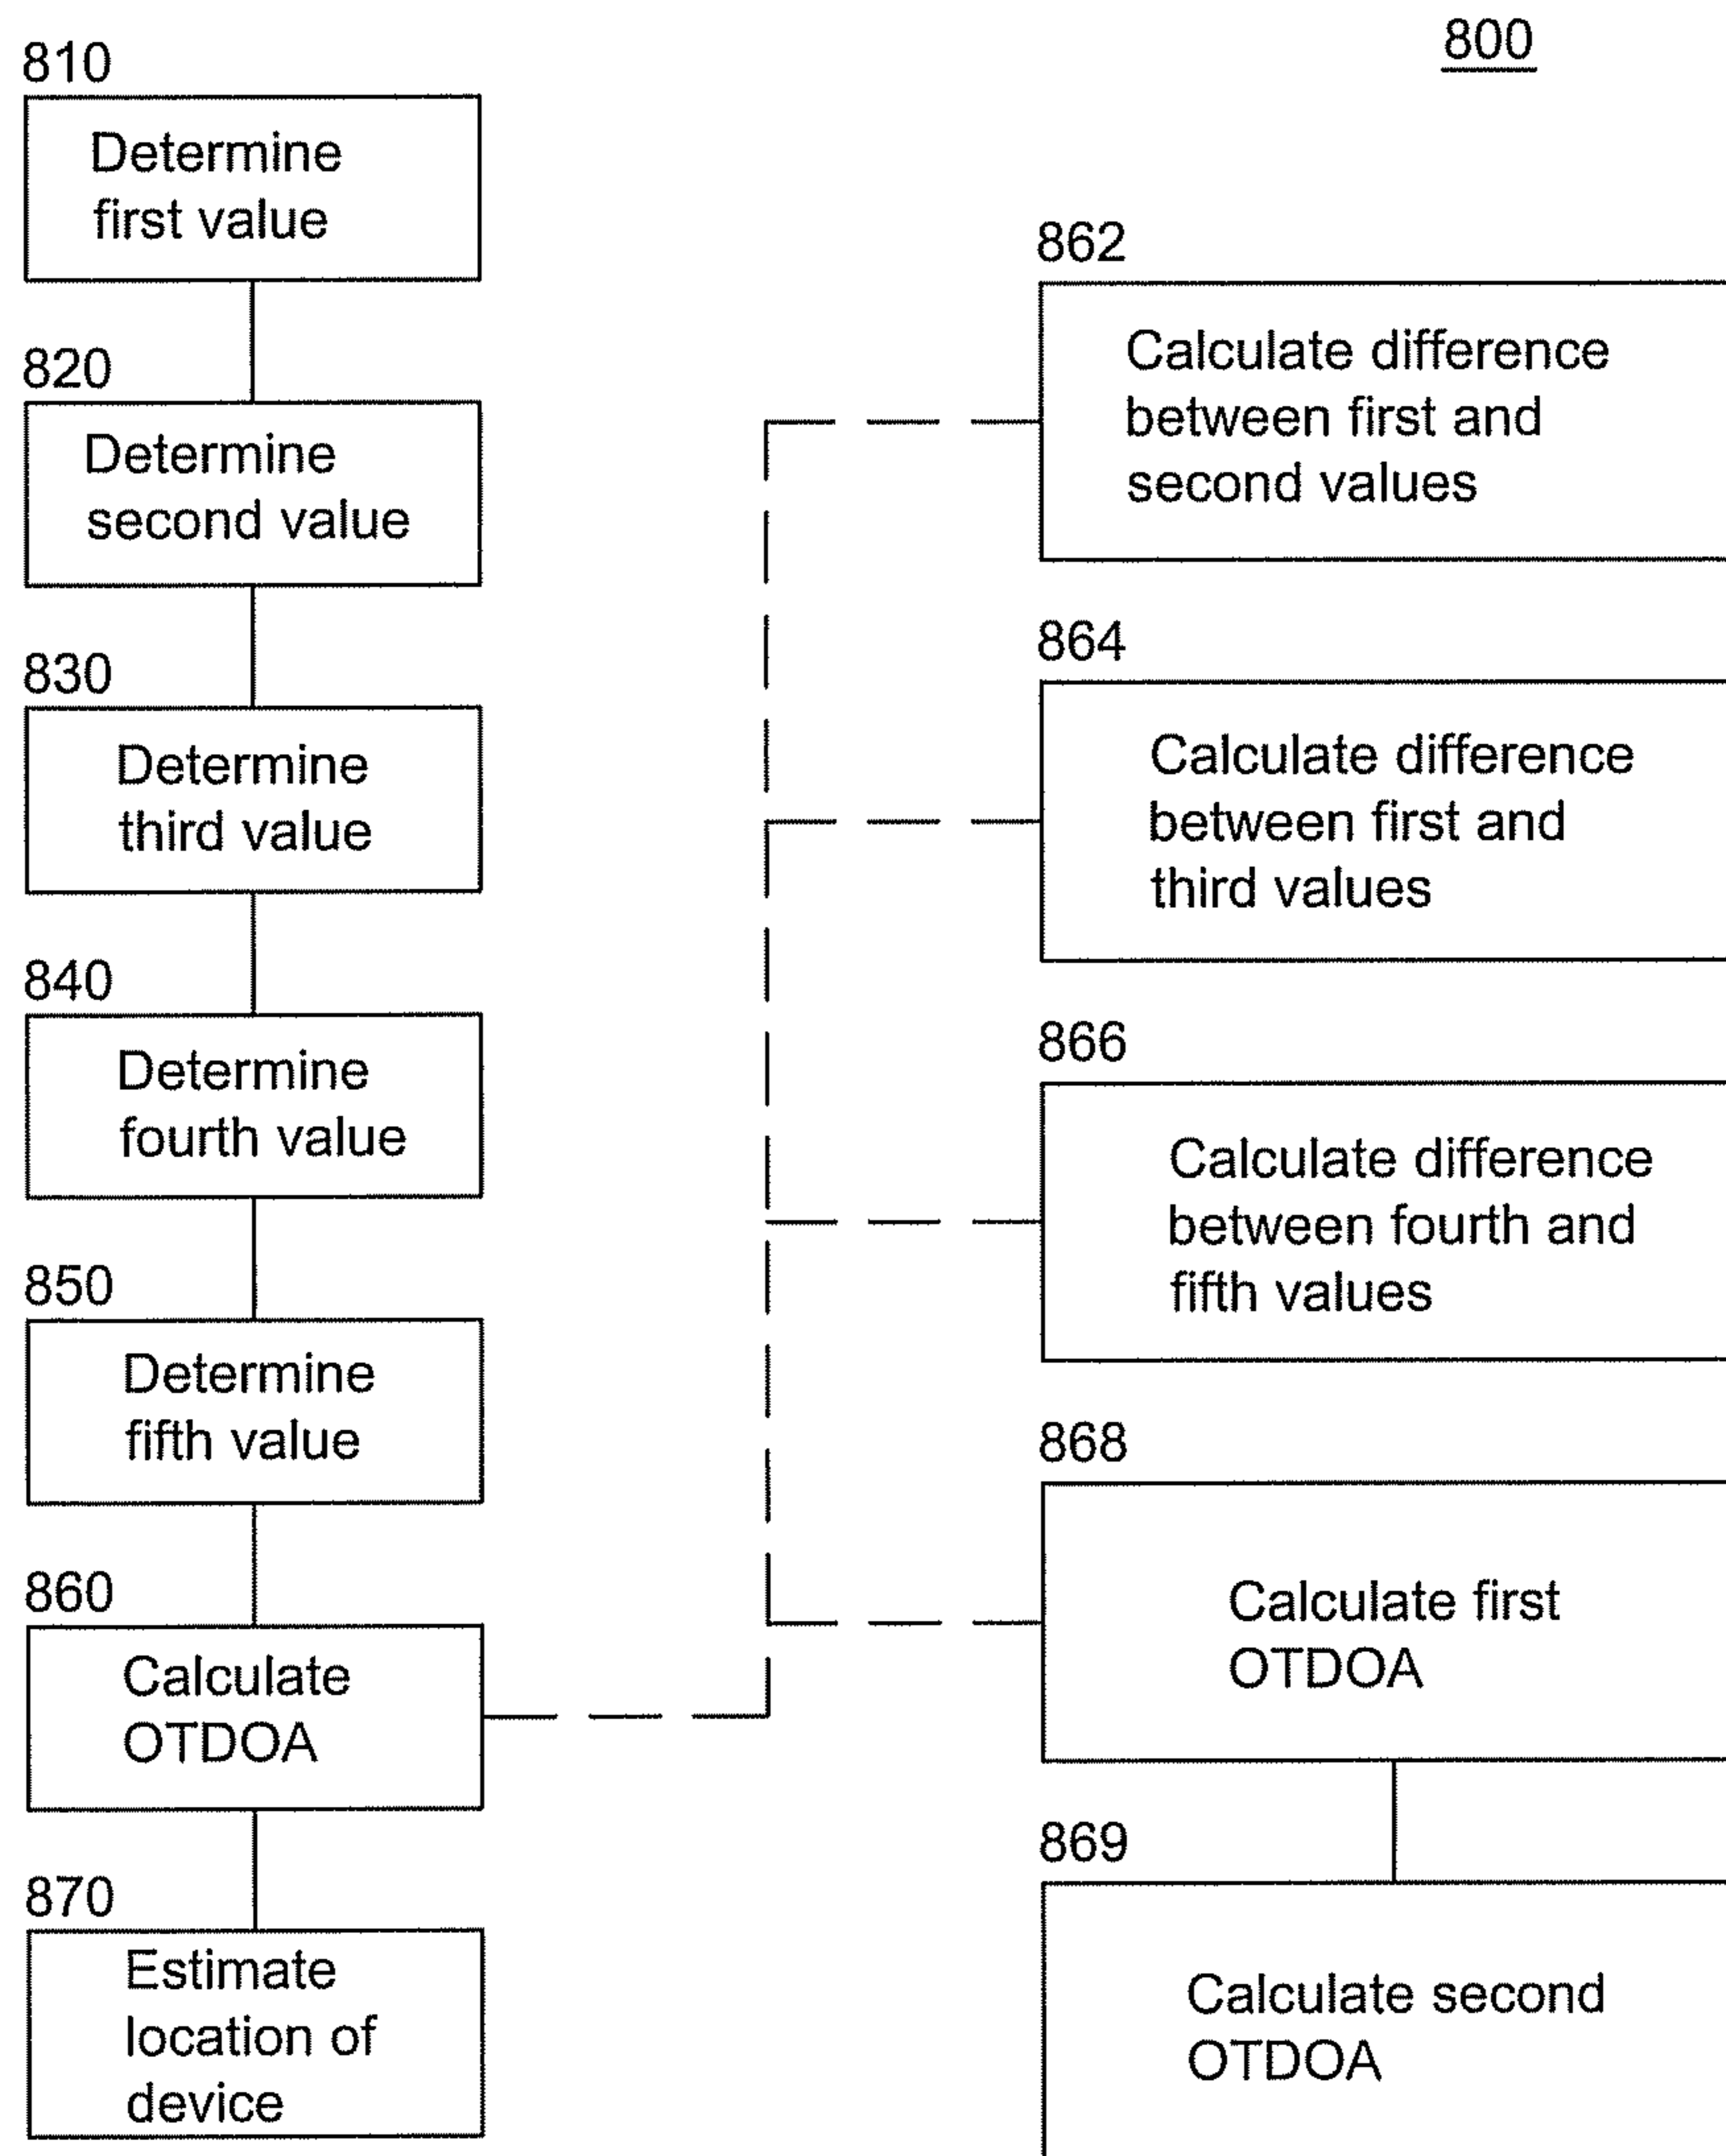 800
810
Determine
first value
820
Determine
second value
830
Determine
third value
840
Determine
fourth value
850
Determine
fifth value
860
Calculate
OTDOA
870
Estimate
location of
device
862
Calculate difference
between first and
second values
864
Calculate difference
between first and
third values
866
Calculate difference
between fourth and
fifth values
868
Calculate first
OTDOA
869
Calculate second
OTDOA